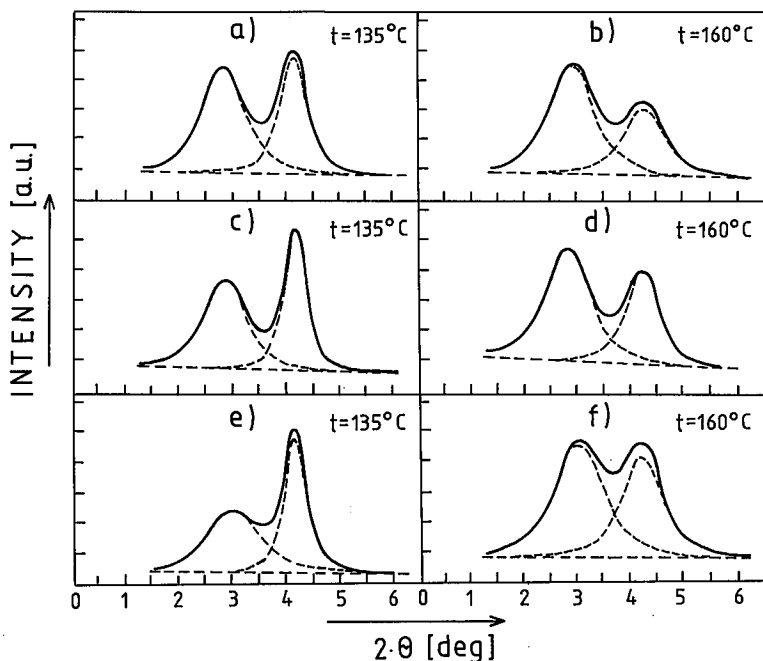 a) t=135°C
b) t=160°C
c) t=135°C
d) t=160°C
e) t=135°C
f) t=160°C
INTENSITY [a.u.]
0 1 2 3 4 5 6
0 1 2 3 4 5 6
2·Θ [deg]